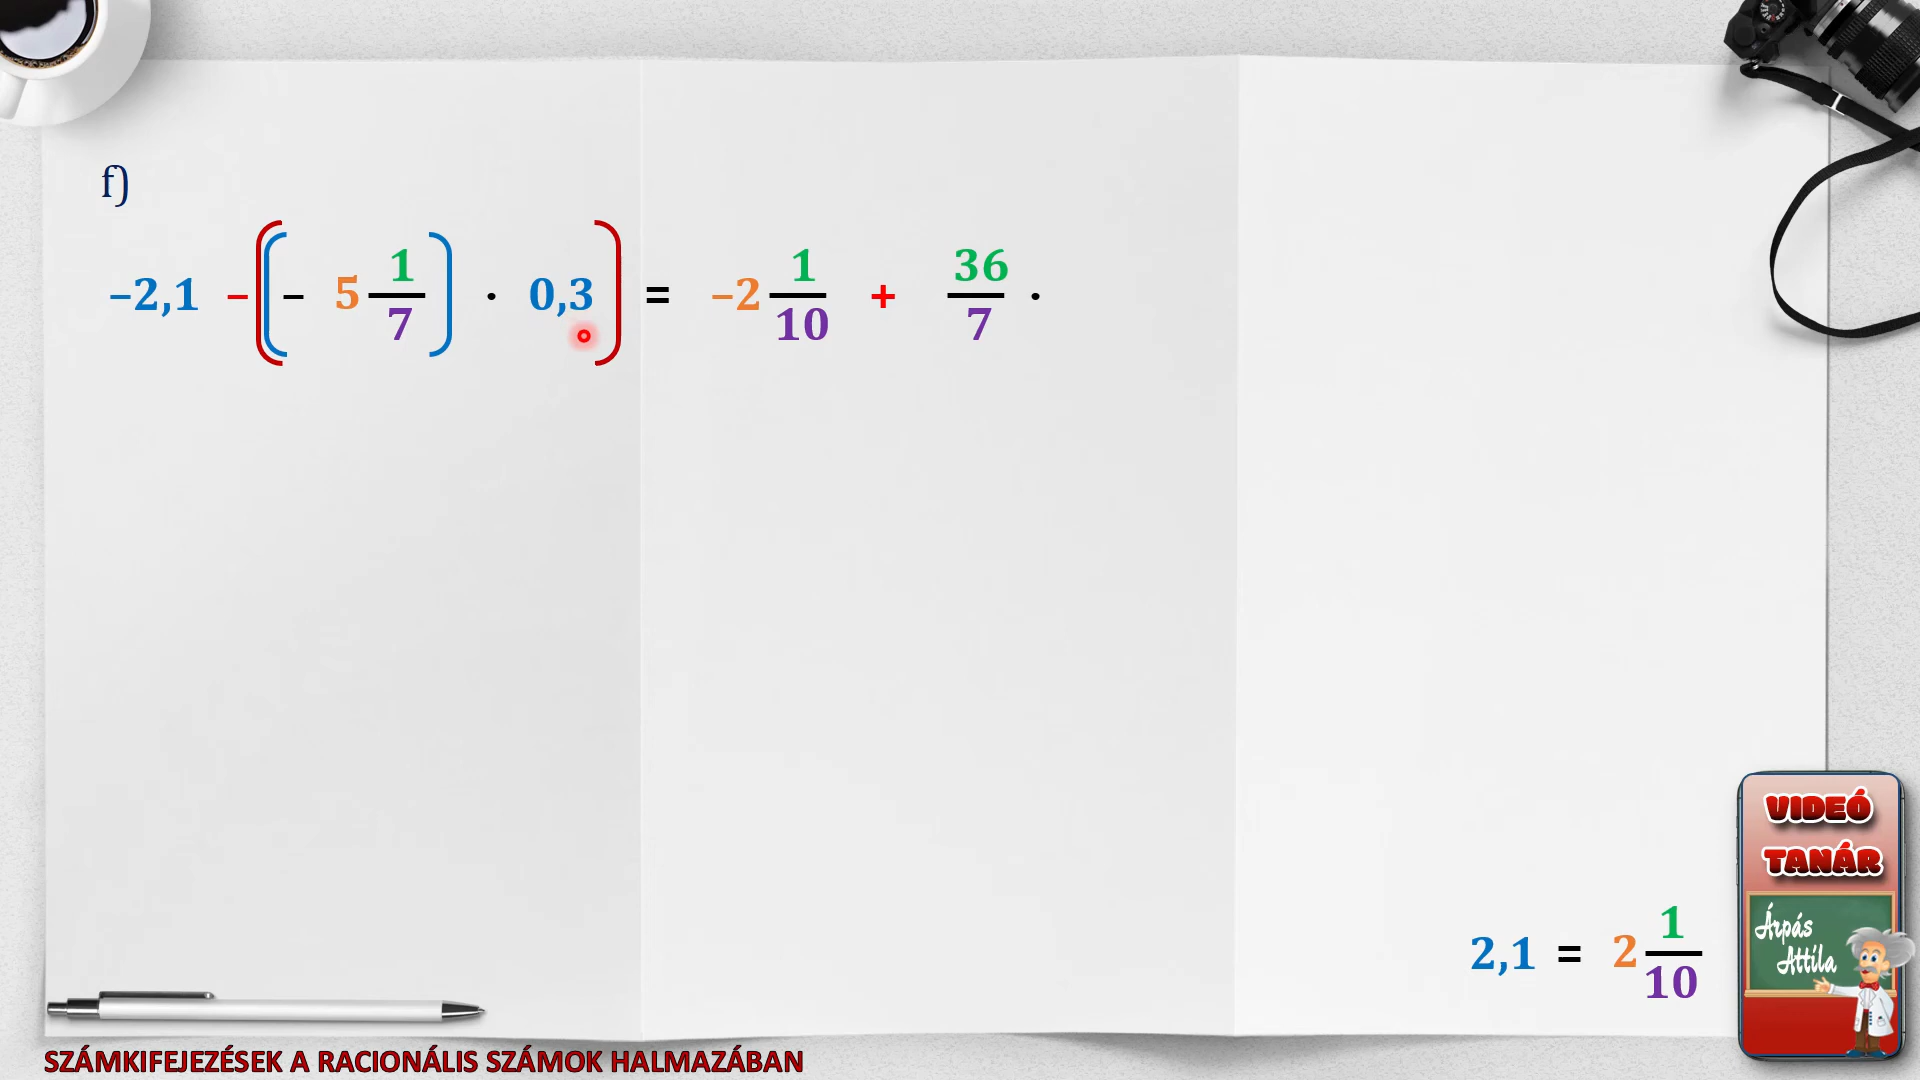 f)
−2,1 − ( ( − 5 1/7 ) · 0,3 ) = −2 1/10 + 36/7 ·
2,1 = 2 1/10
VIDEÓ
TANÁR
Árpás
Attila
SZÁMKIFEJEZÉSEK A RACIONÁLIS SZÁMOK HALMAZÁBAN